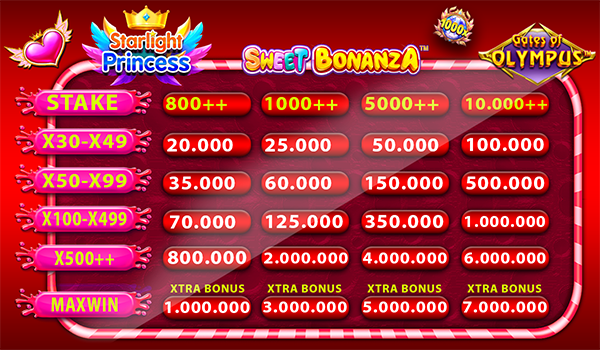 Starlight
Princess
SWEET BONANZA™
1000x
Gates of
OLYMPUS
STAKE 800++ 1000++ 5000++ 10.000++
X30-X49 20.000 25.000 50.000 100.000
X50-X99 35.000 60.000 150.000 500.000
X100-X499 70.000 125.000 350.000 1.000.000
X500++ 800.000 2.000.000 4.000.000 6.000.000
XTRA BONUS XTRA BONUS XTRA BONUS XTRA BONUS
MAXWIN 1.000.000 3.000.000 5.000.000 7.000.000